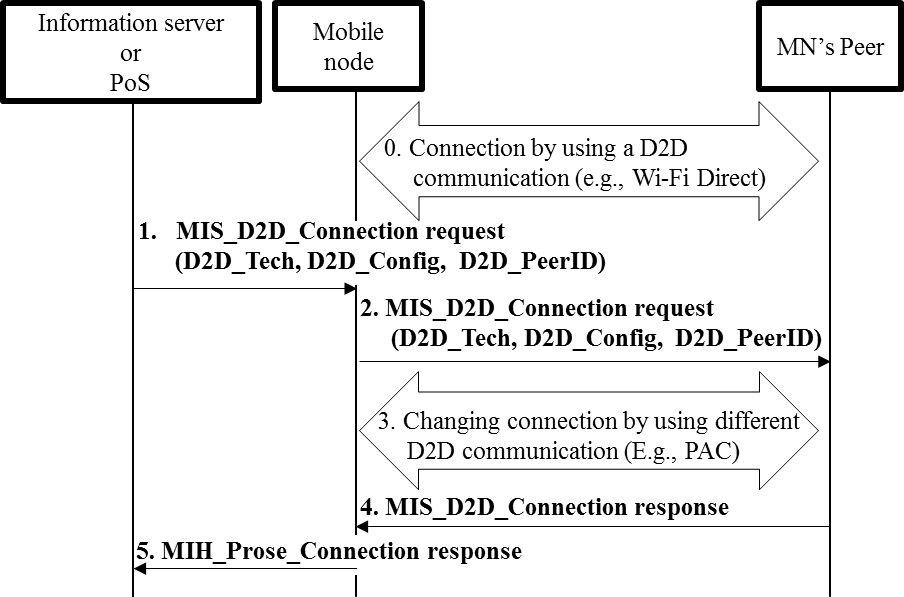 Information server
or
PoS
Mobile
node
MN's Peer
0. Connection by using a D2D
communication (e.g., Wi-Fi Direct)
1. MIS_D2D_Connection request
(D2D_Tech, D2D_Config, D2D_PeerID)
2. MIS_D2D_Connection request
(D2D_Tech, D2D_Config, D2D_PeerID)
3. Changing connection by using different
D2D communication (E.g., PAC)
4. MIS_D2D_Connection response
5. MIH_Prose_Connection response